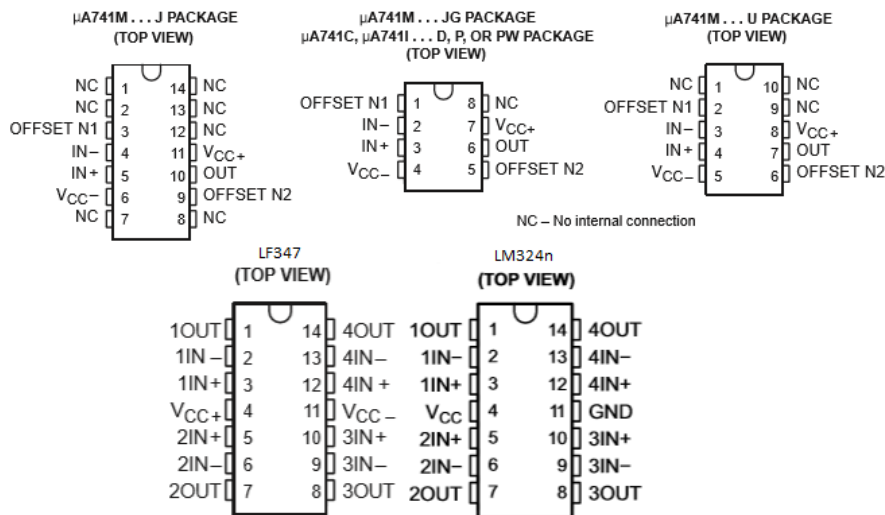 µA741M . . . J PACKAGE
(TOP VIEW)
NC 1 14 NC
NC 2 13 NC
OFFSET N1 3 12 NC
IN− 4 11 VCC+
IN+ 5 10 OUT
VCC− 6 9 OFFSET N2
NC 7 8 NC
µA741M . . . JG PACKAGE
µA741C, µA741I . . . D, P, OR PW PACKAGE
(TOP VIEW)
OFFSET N1 1 8 NC
IN− 2 7 VCC+
IN+ 3 6 OUT
VCC− 4 5 OFFSET N2
µA741M . . . U PACKAGE
(TOP VIEW)
NC 1 10 NC
OFFSET N1 2 9 NC
IN− 3 8 VCC+
IN+ 4 7 OUT
VCC− 5 6 OFFSET N2
NC – No internal connection
LF347
(TOP VIEW)
1OUT 1 14 4OUT
1IN− 2 13 4IN−
1IN+ 3 12 4IN +
VCC+ 4 11 VCC −
2IN+ 5 10 3IN+
2IN− 6 9 3IN−
2OUT 7 8 3OUT
LM324n
(TOP VIEW)
1OUT 1 14 4OUT
1IN− 2 13 4IN−
1IN+ 3 12 4IN+
VCC 4 11 GND
2IN+ 5 10 3IN+
2IN− 6 9 3IN−
2OUT 7 8 3OUT